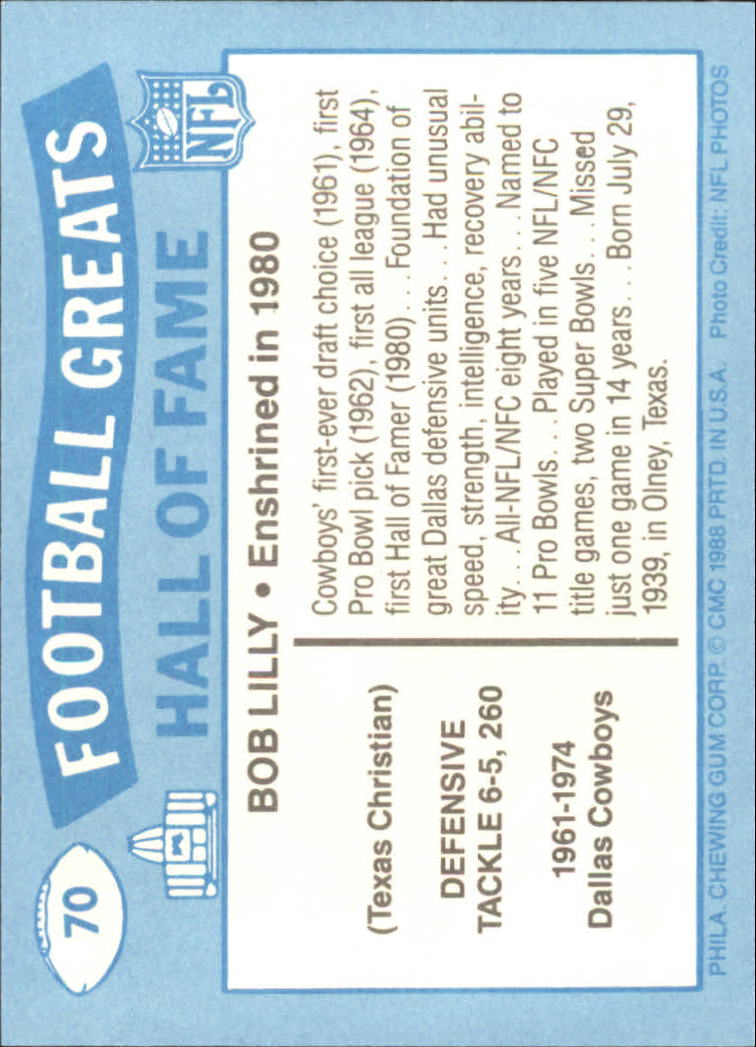 70
FOOTBALL GREATS
HALL OF FAME
NFL
BOB LILLY • Enshrined in 1980
(Texas Christian)
DEFENSIVE
TACKLE 6-5, 260
1961-1974
Dallas Cowboys
Cowboys' first-ever draft choice (1961), first
Pro Bowl pick (1962), first all league (1964),
first Hall of Famer (1980)... Foundation of
great Dallas defensive units... Had unusual
speed, strength, intelligence, recovery abil-
ity... All-NFL/NFC eight years... Named to
11 Pro Bowls... Played in five NFL/NFC
title games, two Super Bowls... Missed
just one game in 14 years... Born July 29,
1939, in Olney, Texas.
PHILA. CHEWING GUM CORP. © CMC 1988 PRTD. IN U.S.A. Photo Credit: NFL PHOTOS